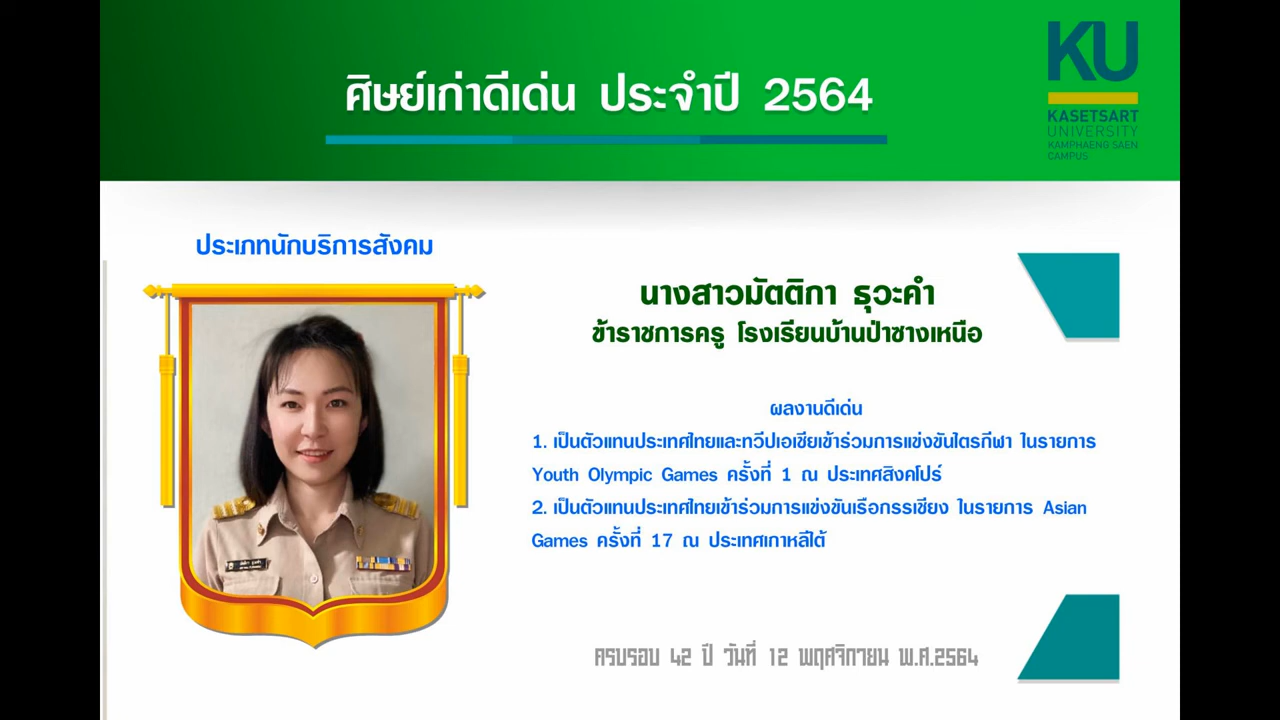 ศิษย์เก่าดีเด่น ประจำปี 2564
KU
KASETSART
UNIVERSITY
KAMPHAENG SAEN
CAMPUS
ประเภทนักบริการสังคม
นางสาวมัตติกา ธุวะคำ
ข้าราชการครู โรงเรียนบ้านป่าซางเหนือ
ผลงานดีเด่น
1. เป็นตัวแทนประเทศไทยและทวีปเอเชียเข้าร่วมการแข่งขันไตรกีฬา ในรายการ
Youth Olympic Games ครั้งที่ 1 ณ ประเทศสิงคโปร์
2. เป็นตัวแทนประเทศไทยเข้าร่วมการแข่งขันเรือกรรเชียง ในรายการ Asian
Games ครั้งที่ 17 ณ ประเทศเกาหลีใต้
ครบรอบ 42 ปี วันที่ 12 พฤศจิกายน พ.ศ.2564